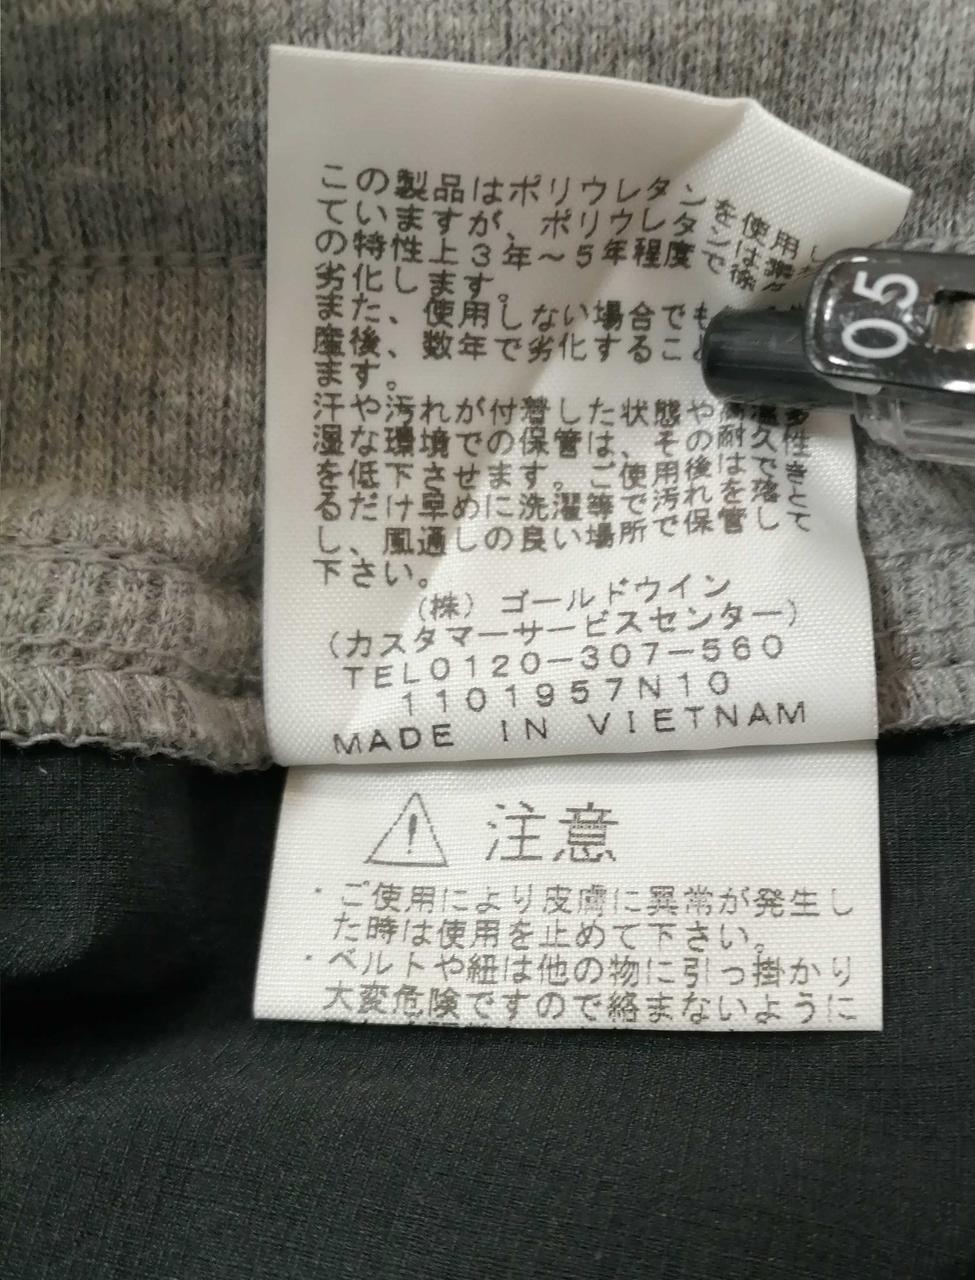 この製品はポリウレタンを使用し
ていますが、ポリウレタンは素
の特性上3年～5年程度で徐々
劣化します。
また、使用しない場合でも
産後、数年で劣化するこ
ます。
汗や汚れが付着した状態や高温多
湿な環境での保管は、その耐久性
を低下させます。ご使用後はでき
るだけ早めに洗濯等で汚れを落とて
し、風通しの良い場所で保管して
下さい。
(株)ゴールドウイン
(カスタマーサービスセンター)
TEL0120-307-560
1101957N10
MADE IN VIETNAM
注意
・ご使用により皮膚に異常が発生し
た時は使用を止めて下さい。
・ベルトや紐は他の物に引っ掛かり
大変危険ですので絡まないように
05